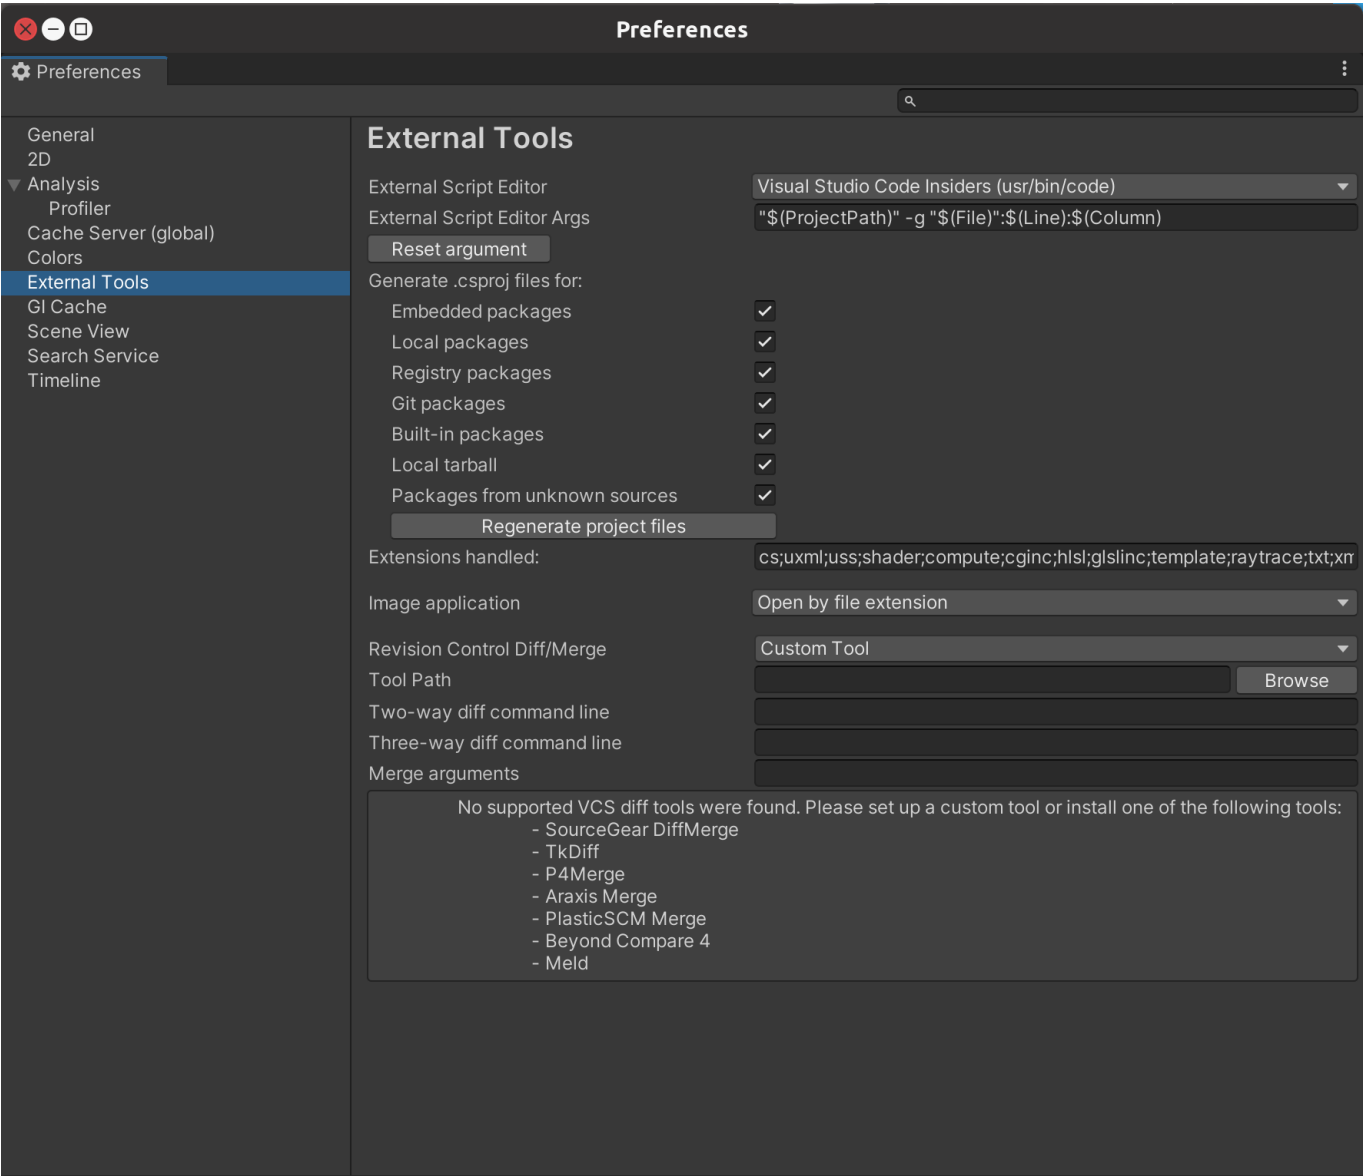 Preferences
Preferences
General
2D
Analysis
Profiler
Cache Server (global)
Colors
External Tools
GI Cache
Scene View
Search Service
Timeline
External Tools
External Script Editor
Visual Studio Code Insiders (usr/bin/code)
External Script Editor Args
"$(ProjectPath)" -g "$(File)":$(Line):$(Column)
Reset argument
Generate .csproj files for:
Embedded packages
Local packages
Registry packages
Git packages
Built-in packages
Local tarball
Packages from unknown sources
Regenerate project files
Extensions handled:
cs;uxml;uss;shader;compute;cginc;hlsl;glslinc;template;raytrace;txt;xm
Image application
Open by file extension
Revision Control Diff/Merge
Custom Tool
Tool Path
Browse
Two-way diff command line
Three-way diff command line
Merge arguments
No supported VCS diff tools were found. Please set up a custom tool or install one of the following tools:
- SourceGear DiffMerge
- TkDiff
- P4Merge
- Araxis Merge
- PlasticSCM Merge
- Beyond Compare 4
- Meld